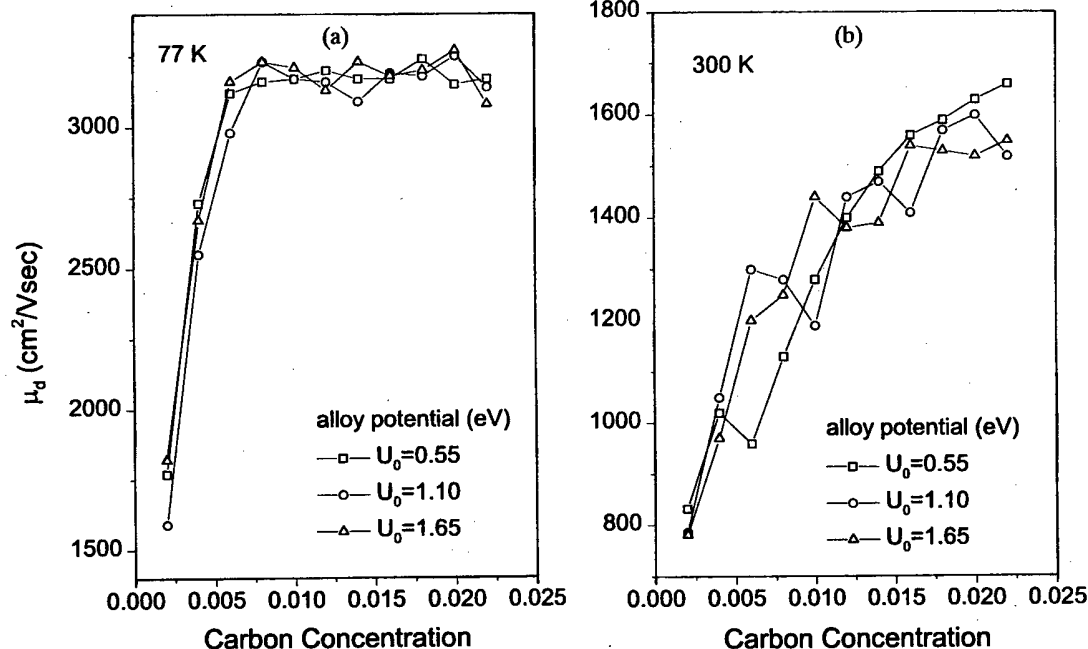 (a)
77 K
3000
2500
2000
1500
μd (cm²/Vsec)
alloy potential (eV)
U₀=0.55
U₀=1.10
U₀=1.65
0.000 0.005 0.010 0.015 0.020 0.025
Carbon Concentration
(b)
300 K
1800
1600
1400
1200
1000
800
alloy potential (eV)
U₀=0.55
U₀=1.10
U₀=1.65
0.000 0.005 0.010 0.015 0.020 0.025
Carbon Concentration